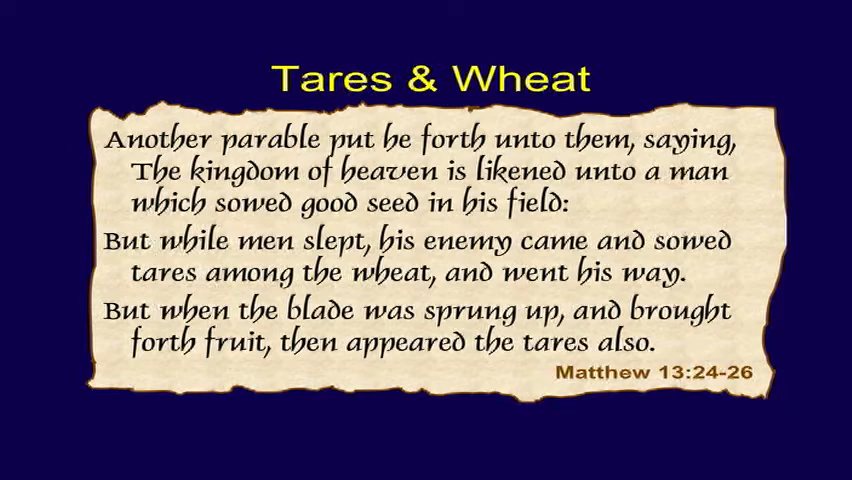 Tares & Wheat
Another parable put he forth unto them, saying,
The kingdom of heaven is likened unto a man
which sowed good seed in his field:
But while men slept, his enemy came and sowed
tares among the wheat, and went his way.
But when the blade was sprung up, and brought
forth fruit, then appeared the tares also.
Matthew 13:24-26